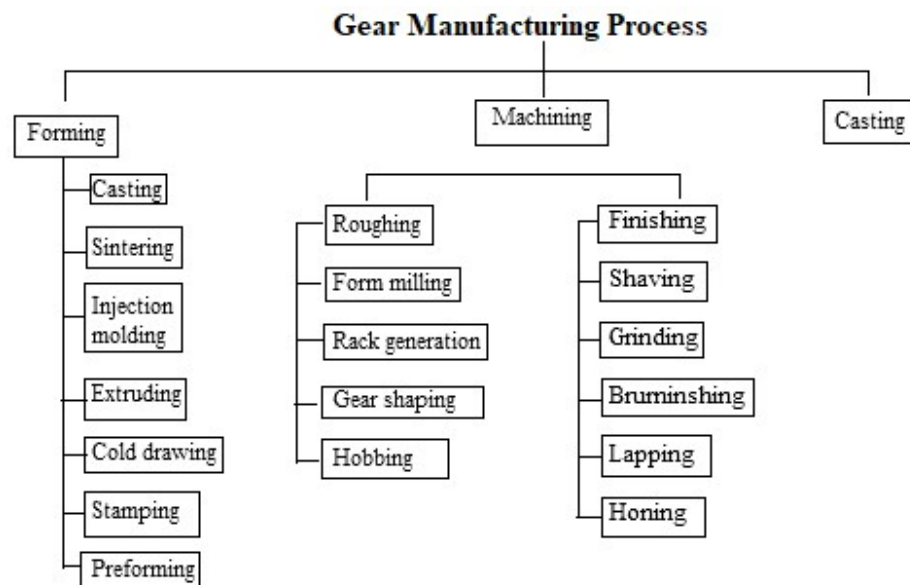 Gear Manufacturing Process
Forming
Machining
Casting
Casting
Sintering
Injection
molding
Extruding
Cold drawing
Stamping
Preforming
Roughing
Form milling
Rack generation
Gear shaping
Hobbing
Finishing
Shaving
Grinding
Bruminshing
Lapping
Honing